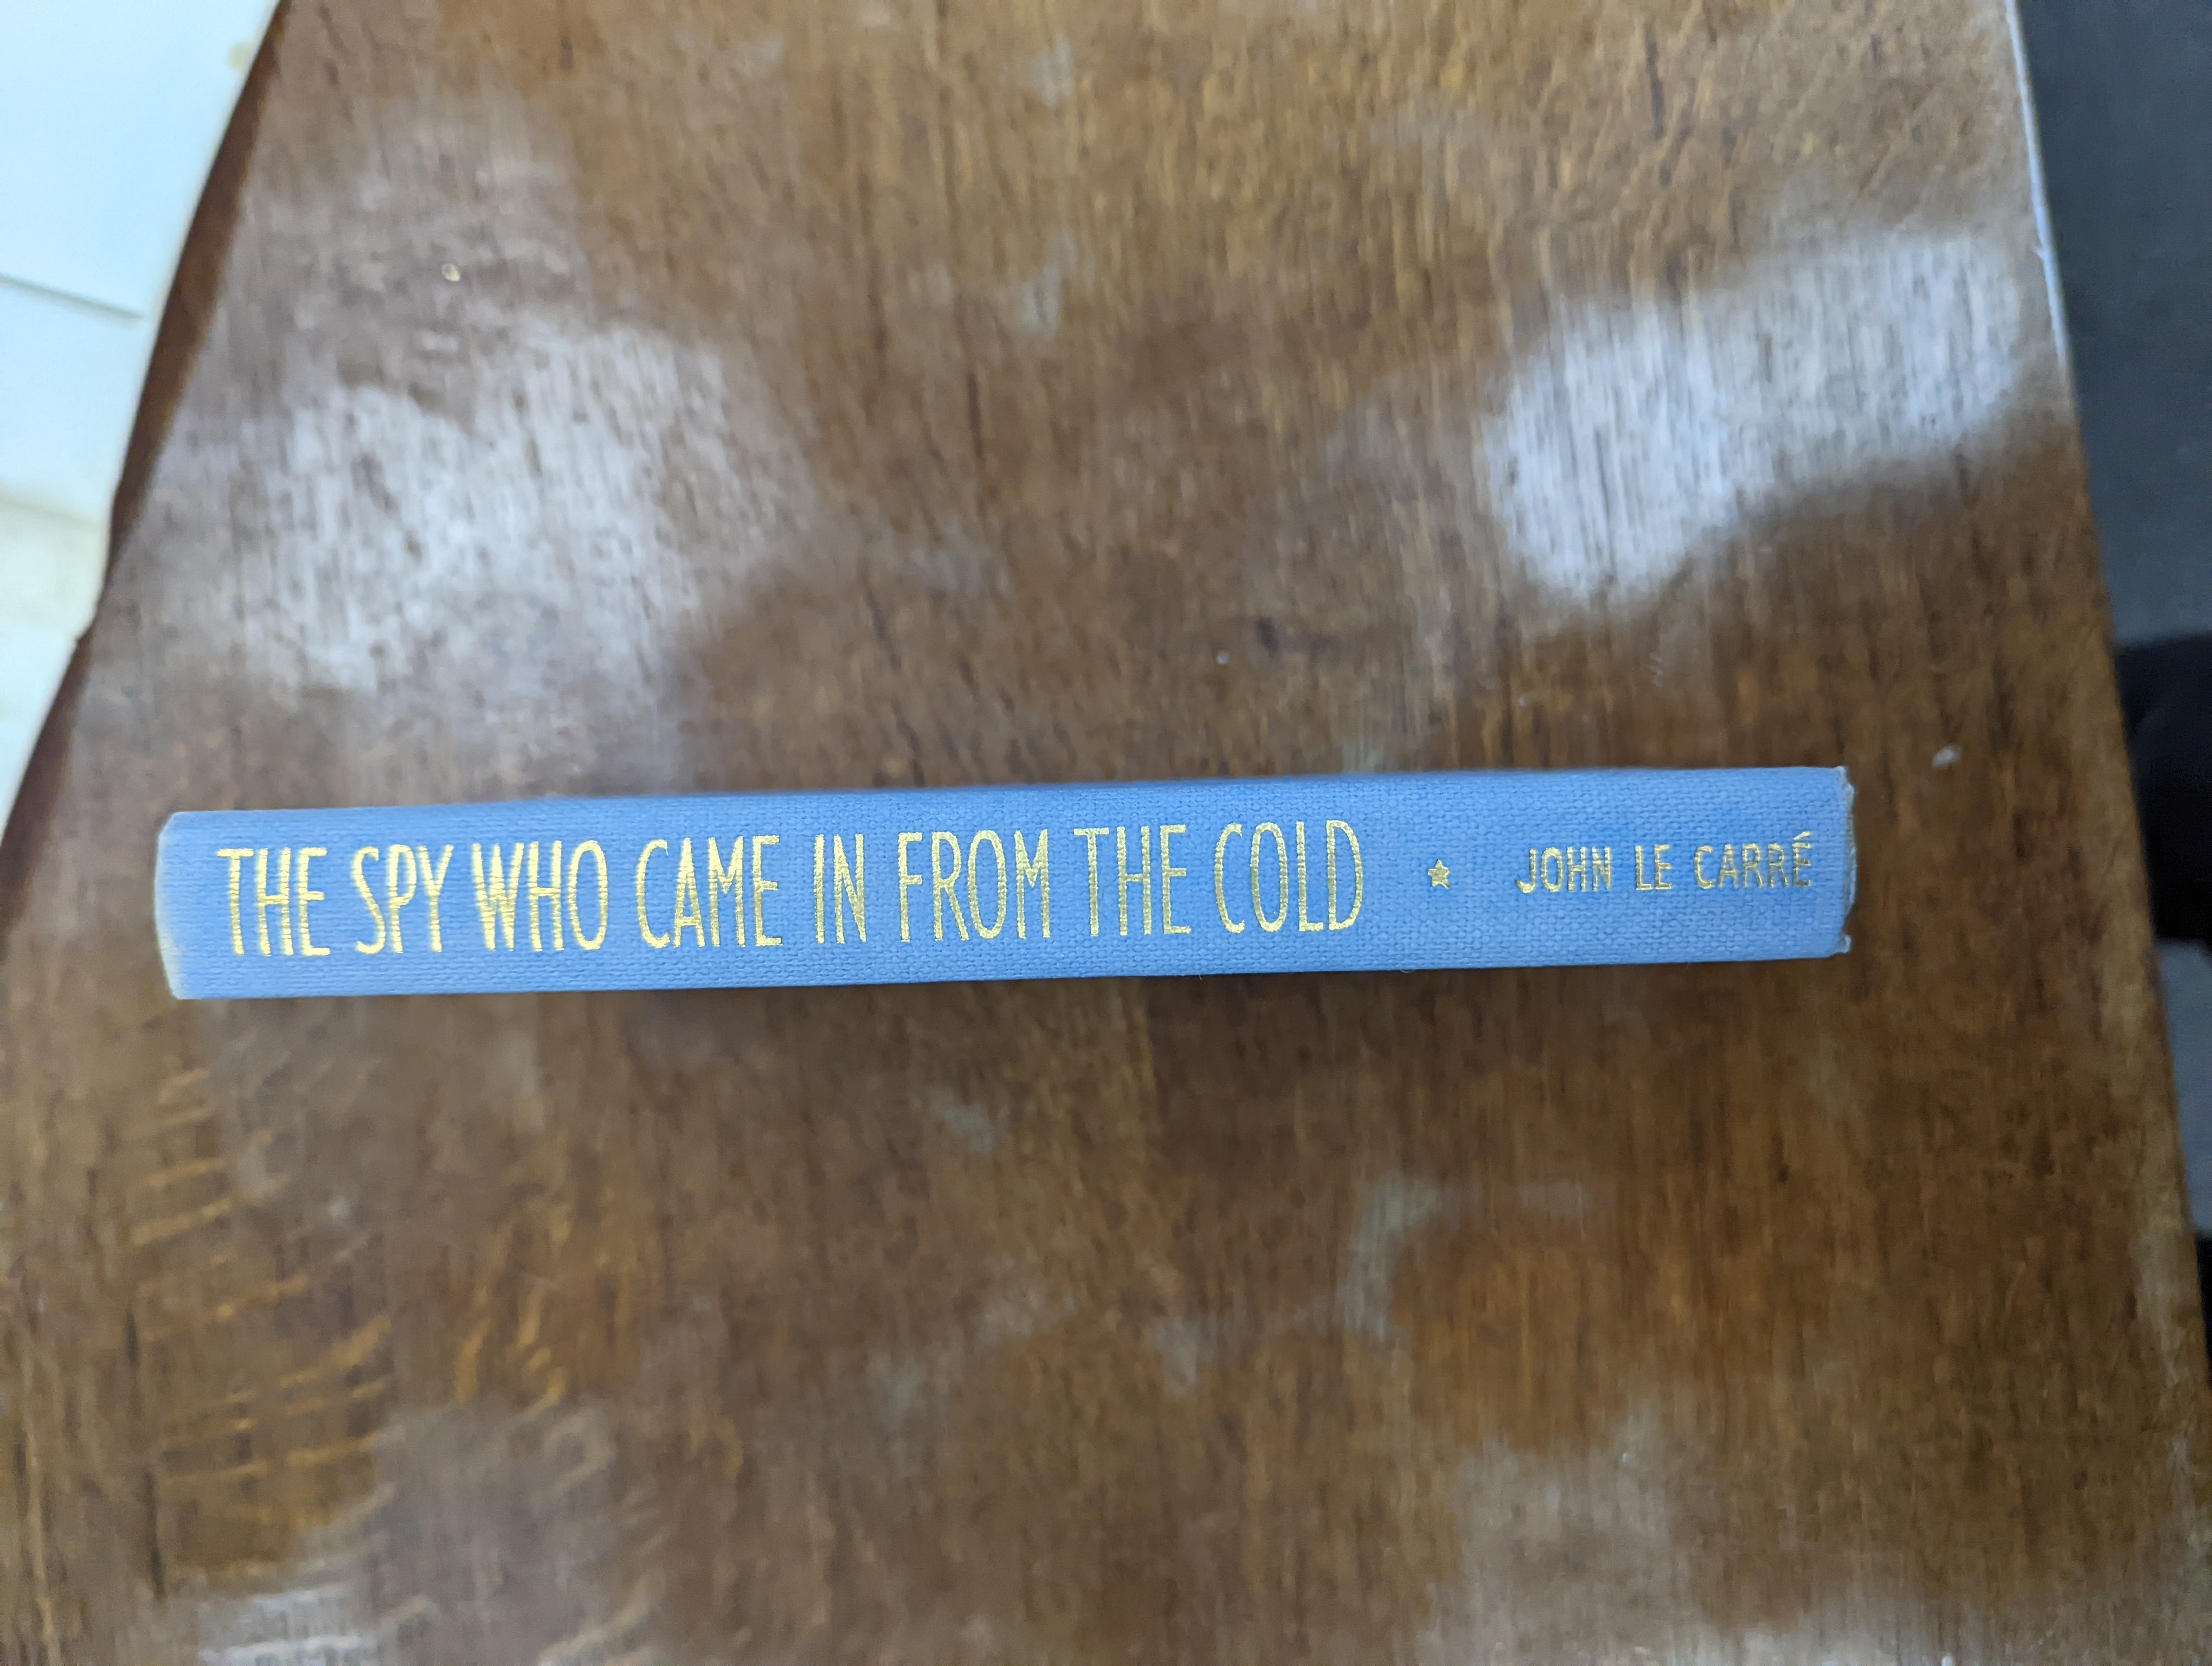 THE SPY WHO CAME IN FROM THE COLD ★ JOHN LE CARRÉ